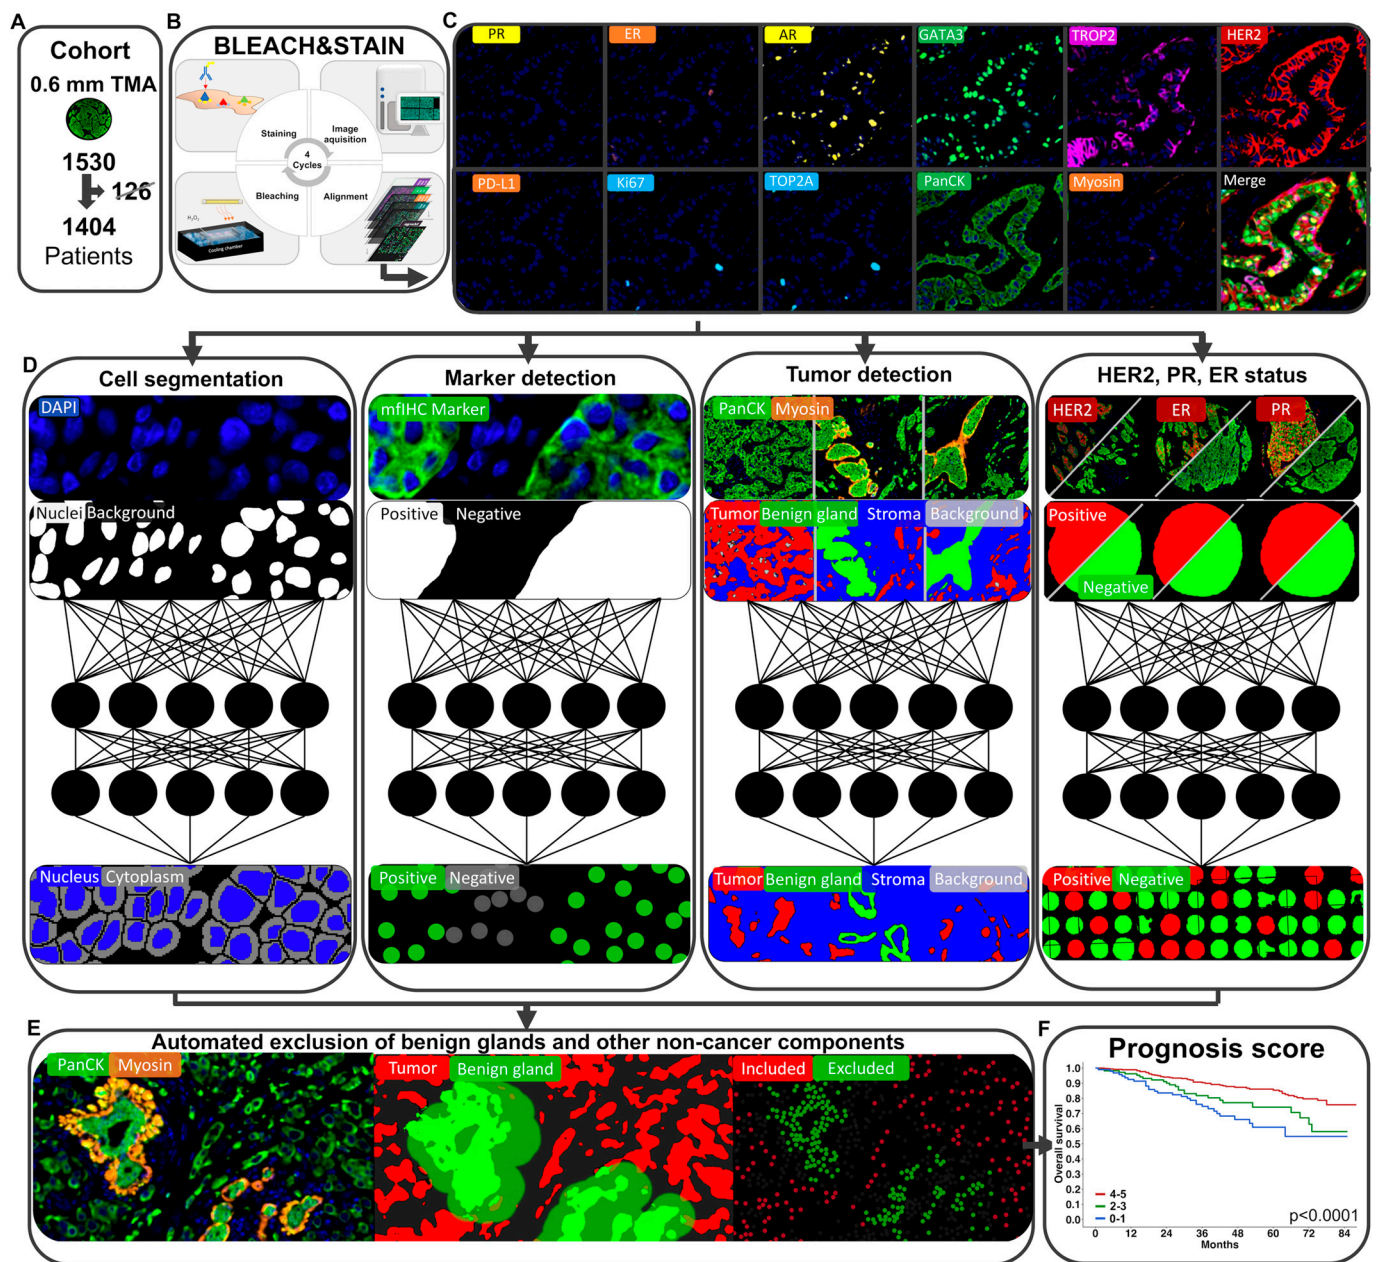 A
Cohort
0.6 mm TMA
1530
126
1404
Patients
B
BLEACH&STAIN
Staining
Image
aquisition
4
Cycles
Bleaching
Alignment
H₂O₂
Cooling chamber
C
PR
ER
AR
GATA3
TROP2
HER2
PD-L1
Ki67
TOP2A
PanCK
Myosin
Merge
D
Cell segmentation
DAPI
Nuclei Background
Nucleus Cytoplasm
Marker detection
mfIHC Marker
Positive Negative
Positive Negative
Tumor detection
PanCK Myosin
Tumor Benign gland Stroma Background
Tumor Benign gland Stroma Background
HER2, PR, ER status
HER2 ER PR
Positive
Negative
Positive Negative
E
Automated exclusion of benign glands and other non-cancer components
PanCK Myosin
Tumor Benign gland
Included Excluded
F
Prognosis score
Overall survival
1.0
0.9
0.8
0.7
0.6
0.5
0.4
0.3
0.2
0.1
0.0
4-5
2-3
0-1
p<0.0001
0 12 24 36 48 60 72 84
Months